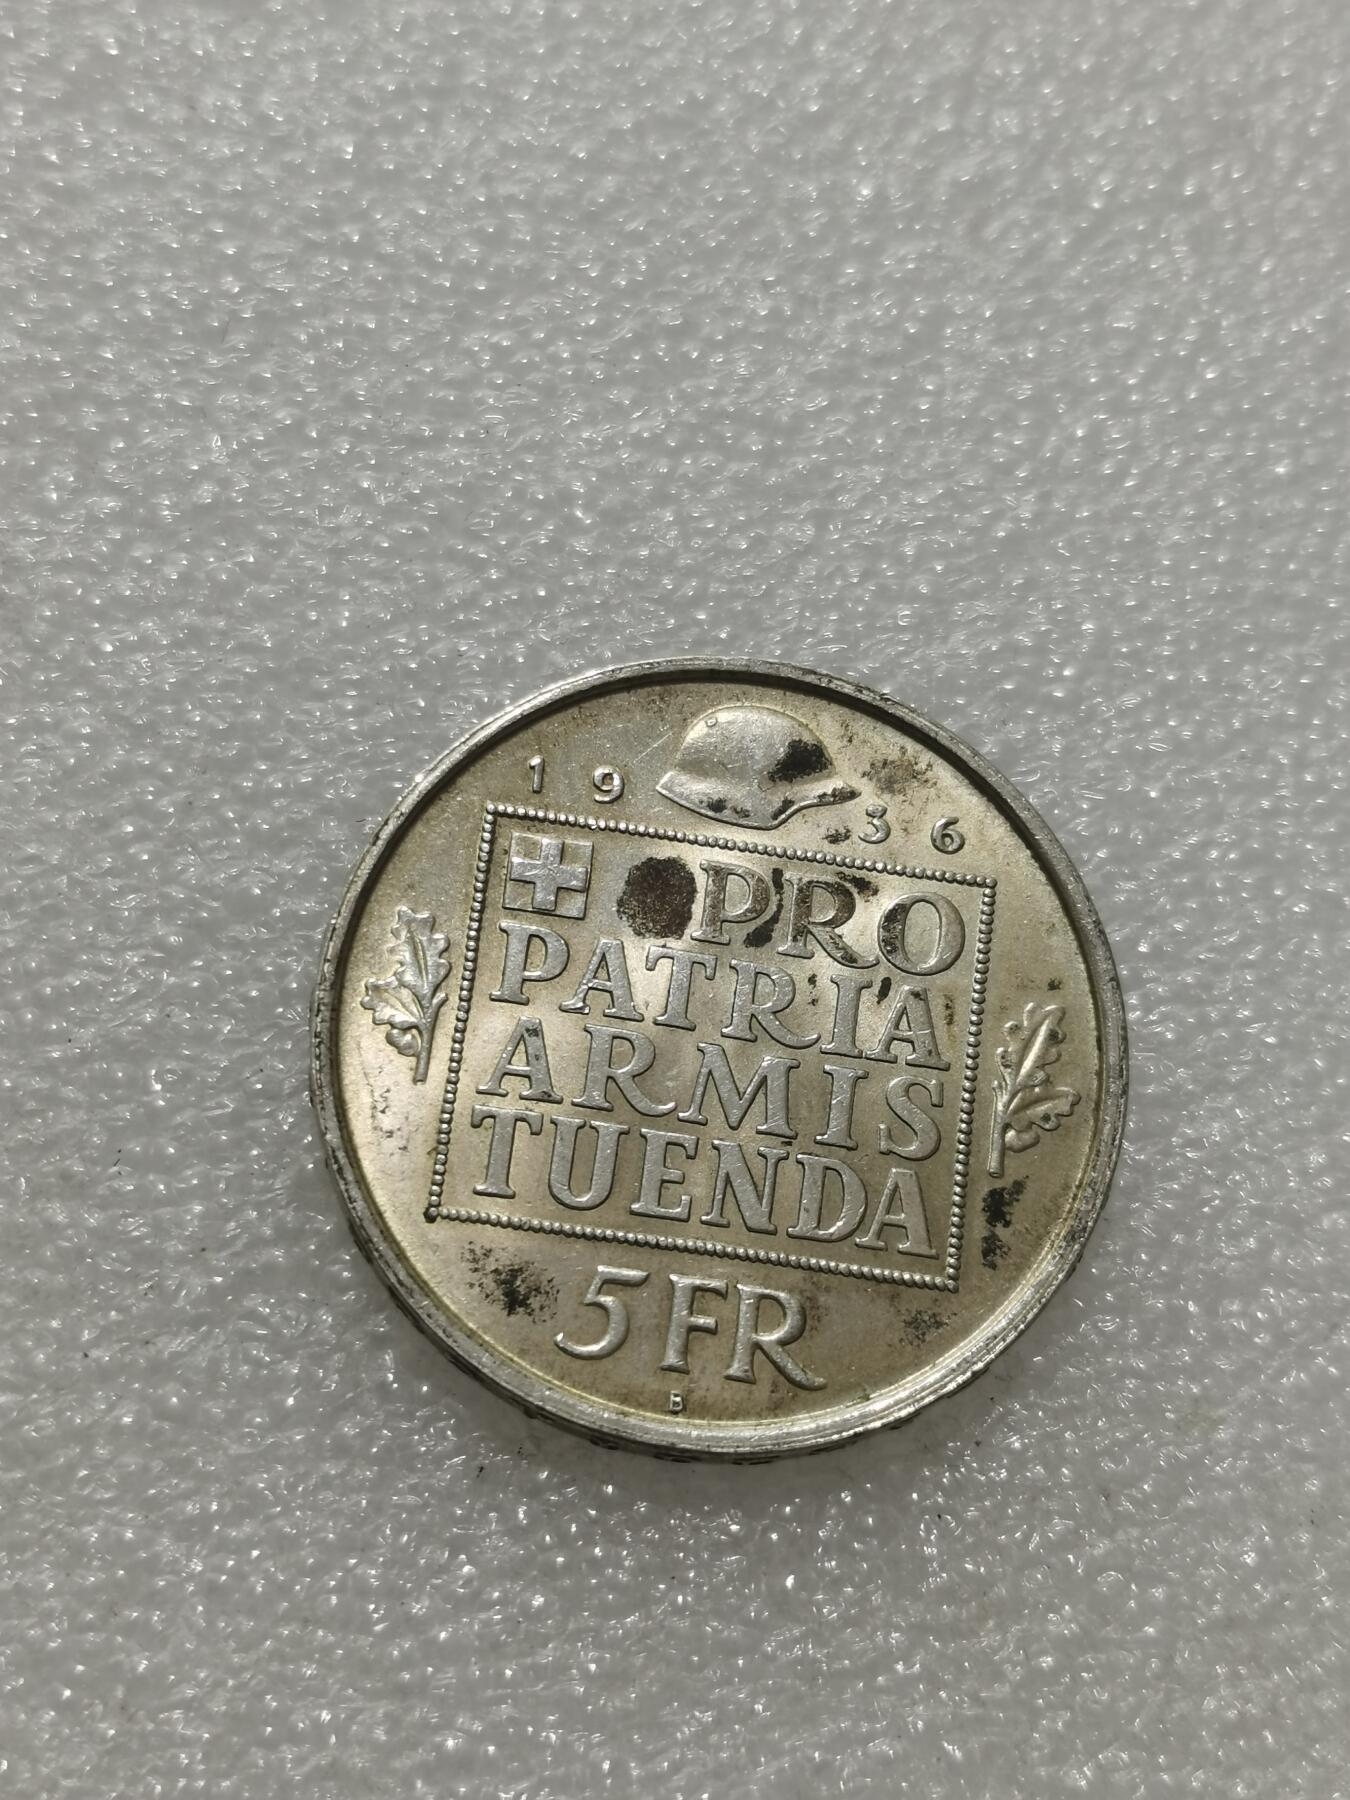 1936
PRO
PATRIA
ARMIS
TUENDA
5 FR
B